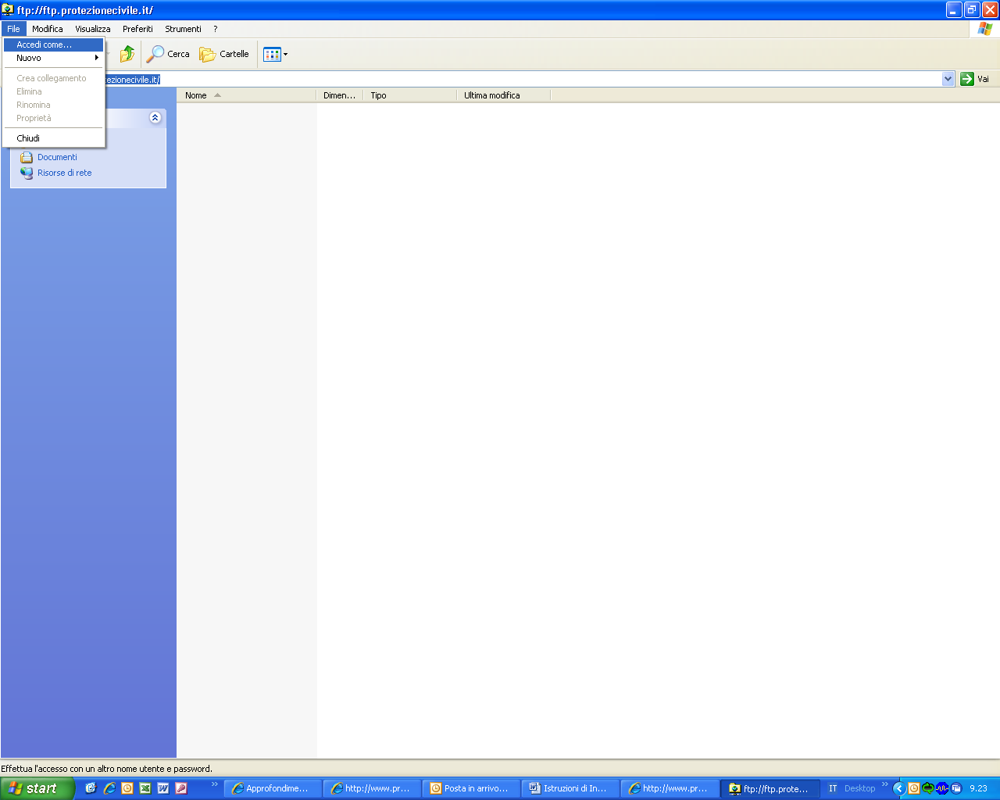 ftp://ftp.protezionecivile.it/
File Modifica Visualizza Preferiti Strumenti ?
Accedi come...
Nuovo
Crea collegamento
Elimina
Rinomina
Proprietà
Chiudi
Cerca Cartelle
tezionecivile.it/ Vai
Nome Dimen... Tipo Ultima modifica
Documenti
Risorse di rete
Effettua l'accesso con un altro nome utente e password.
start Approfondime... http://www.pr... Posta in arrivo... Istruzioni di In... http://www.pr... ftp://ftp.prote... IT Desktop 9.23